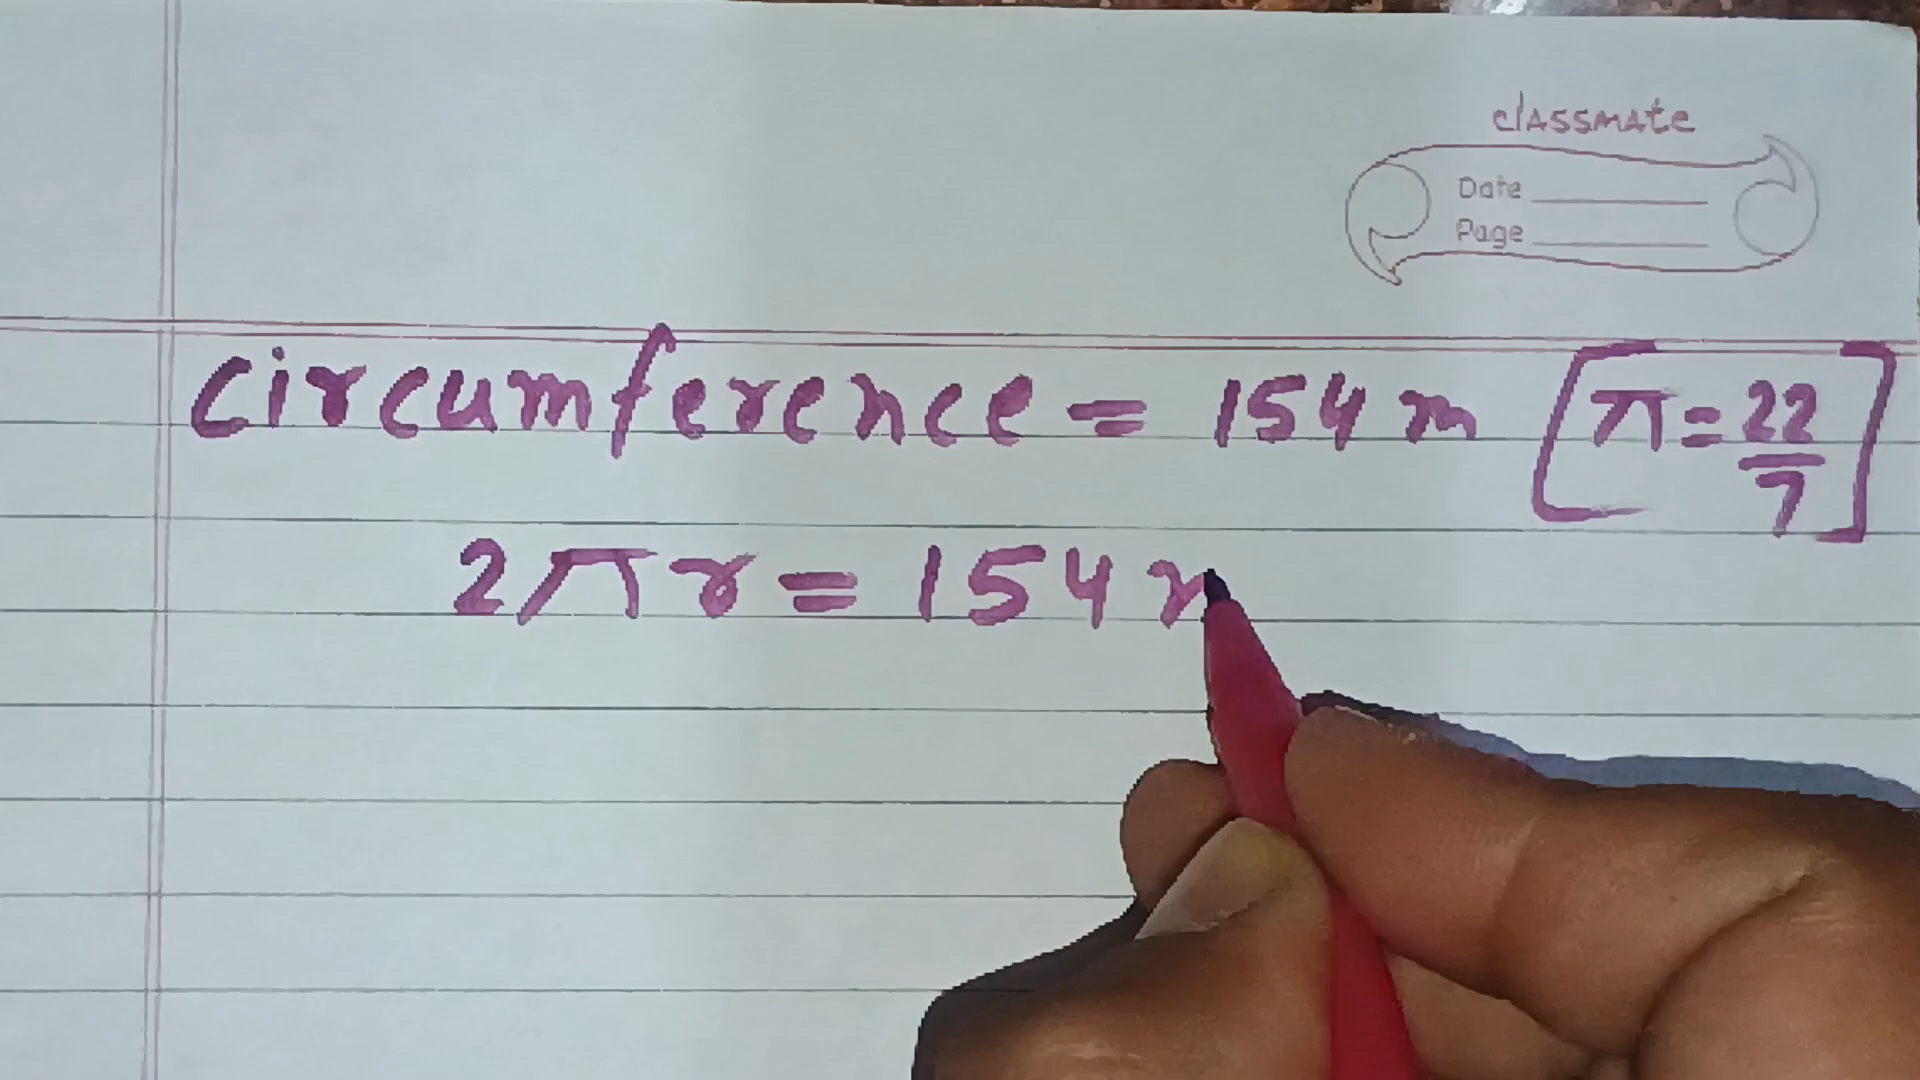 classmate
Date
Page
circumference = 154 m [π = 22/7]
2πr = 154